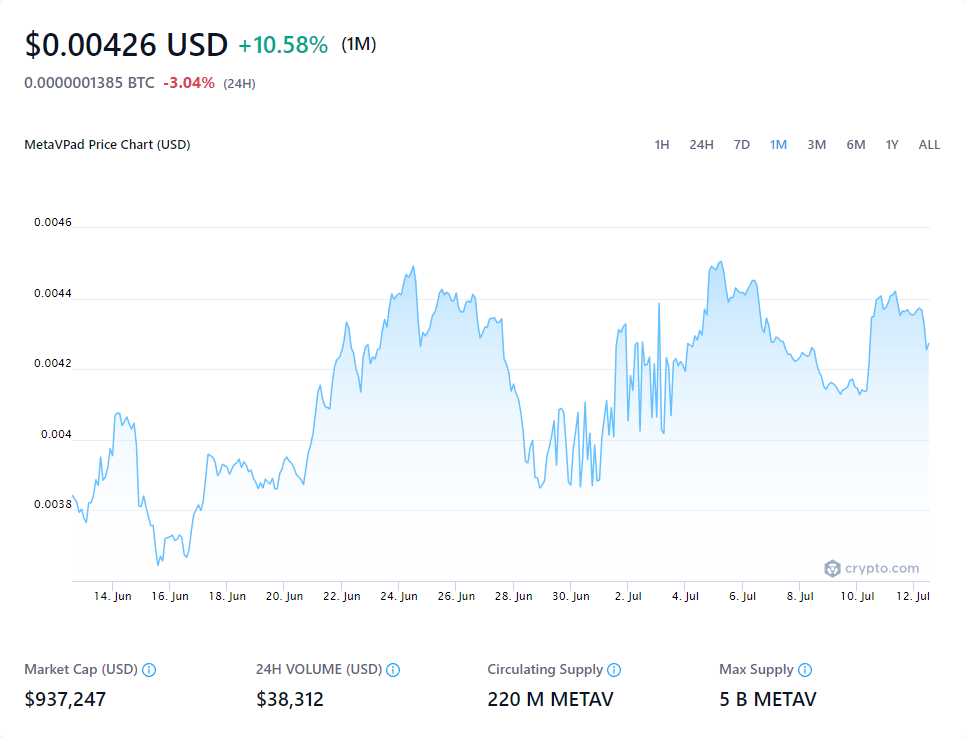 $0.00426 USD +10.58% (1M)
0.0000001385 BTC -3.04% (24H)
MetaVPad Price Chart (USD) 1H 24H 7D 1M 3M 6M 1Y ALL
0.0046
0.0044
0.0042
0.004
0.0038
crypto.com
14. Jun 16. Jun 18. Jun 20. Jun 22. Jun 24. Jun 26. Jun 28. Jun 30. Jun 2. Jul 4. Jul 6. Jul 8. Jul 10. Jul 12. Jul
Market Cap (USD) 24H VOLUME (USD) Circulating Supply Max Supply
$937,247 $38,312 220 M METAV 5 B METAV